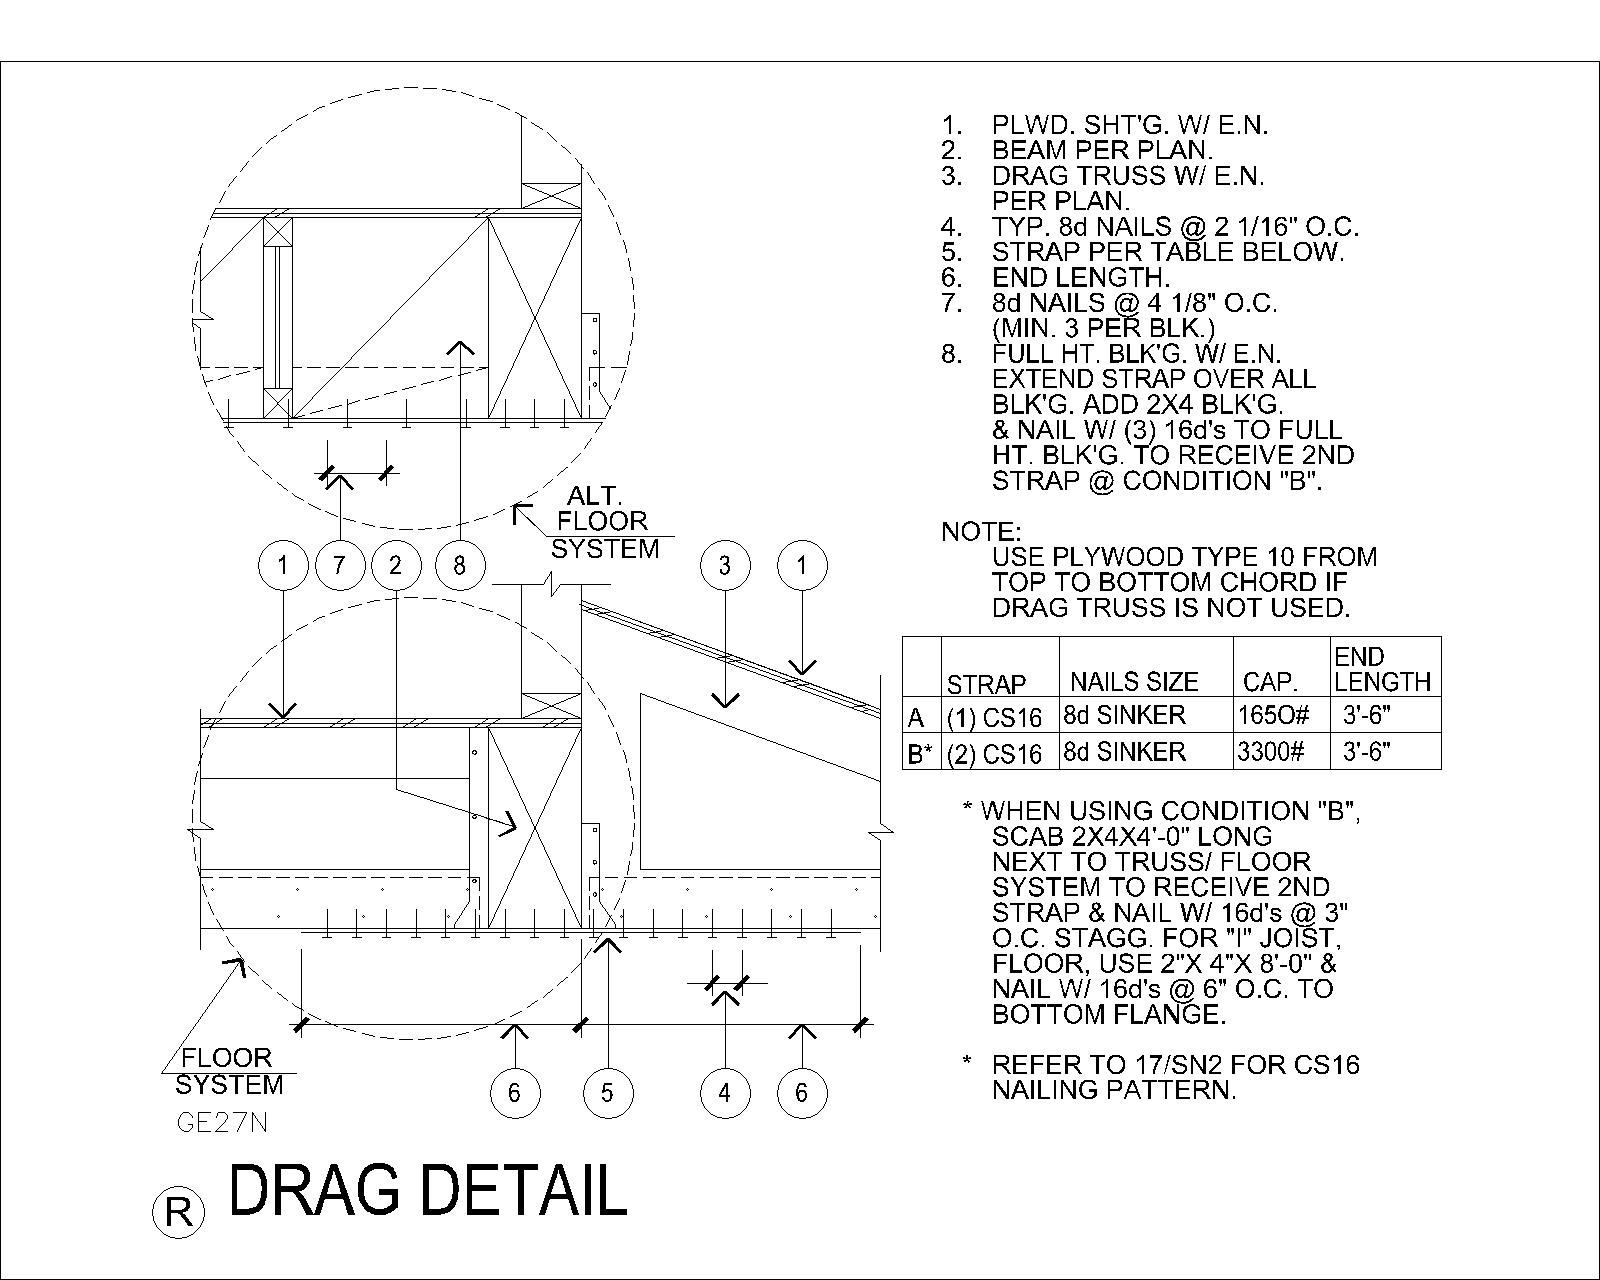 1. PLWD. SHT'G. W/ E.N.
2. BEAM PER PLAN.
3. DRAG TRUSS W/ E.N.
PER PLAN.
4. TYP. 8d NAILS @ 2 1/16" O.C.
5. STRAP PER TABLE BELOW.
6. END LENGTH.
7. 8d NAILS @ 4 1/8" O.C.
(MIN. 3 PER BLK.)
8. FULL HT. BLK'G. W/ E.N.
EXTEND STRAP OVER ALL
BLK'G. ADD 2X4 BLK'G.
& NAIL W/ (3) 16d's TO FULL
HT. BLK'G. TO RECEIVE 2ND
STRAP @ CONDITION "B".
NOTE:
USE PLYWOOD TYPE 10 FROM
TOP TO BOTTOM CHORD IF
DRAG TRUSS IS NOT USED.
ALT.
FLOOR
SYSTEM
1 7 2 8 3 1
END
STRAP NAILS SIZE CAP. LENGTH
A (1) CS16 8d SINKER 165O# 3'-6"
B* (2) CS16 8d SINKER 3300# 3'-6"
* WHEN USING CONDITION "B",
SCAB 2X4X4'-0" LONG
NEXT TO TRUSS/ FLOOR
SYSTEM TO RECEIVE 2ND
STRAP & NAIL W/ 16d's @ 3"
O.C. STAGG. FOR "I" JOIST,
FLOOR, USE 2"X 4"X 8'-0" &
NAIL W/ 16d's @ 6" O.C. TO
BOTTOM FLANGE.
* REFER TO 17/SN2 FOR CS16
NAILING PATTERN.
FLOOR
SYSTEM
6 5 4 6
GE27N
R DRAG DETAIL